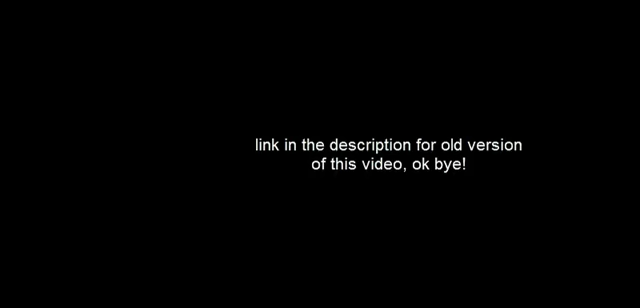 link in the description for old version
of this video, ok bye!